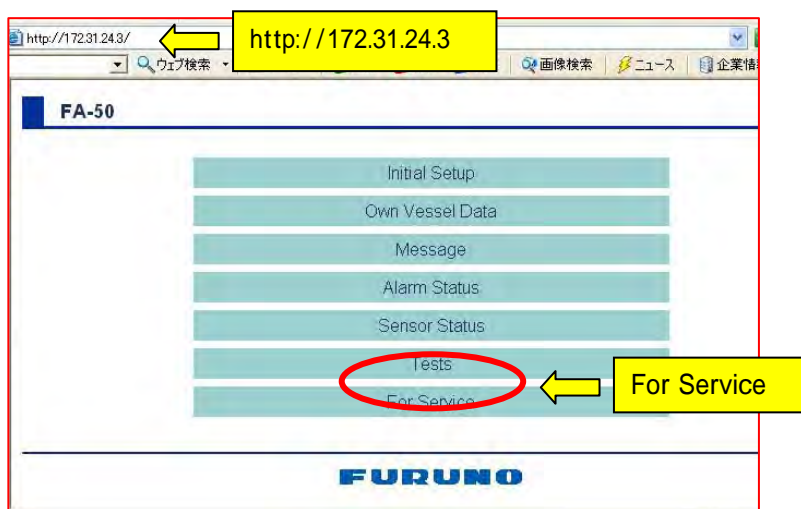 http://172.31.24.3/
http://172.31.24.3
ウェブ検索
画像検索
ニュース
企業情
FA-50
Initial Setup
Own Vessel Data
Message
Alarm Status
Sensor Status
Tests
For Service
For Service
FURUNO